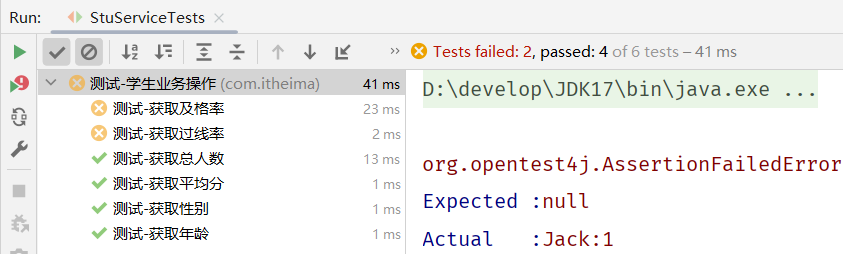 Run: StuServiceTests
Tests failed: 2, passed: 4 of 6 tests – 41 ms
测试-学生业务操作 (com.itheima) 41 ms
测试-获取及格率 23 ms
测试-获取过线率 2 ms
测试-获取总人数 13 ms
测试-获取平均分 1 ms
测试-获取性别 1 ms
测试-获取年龄 1 ms
D:\develop\JDK17\bin\java.exe ...
org.opentest4j.AssertionFailedError
Expected :null
Actual :Jack:1